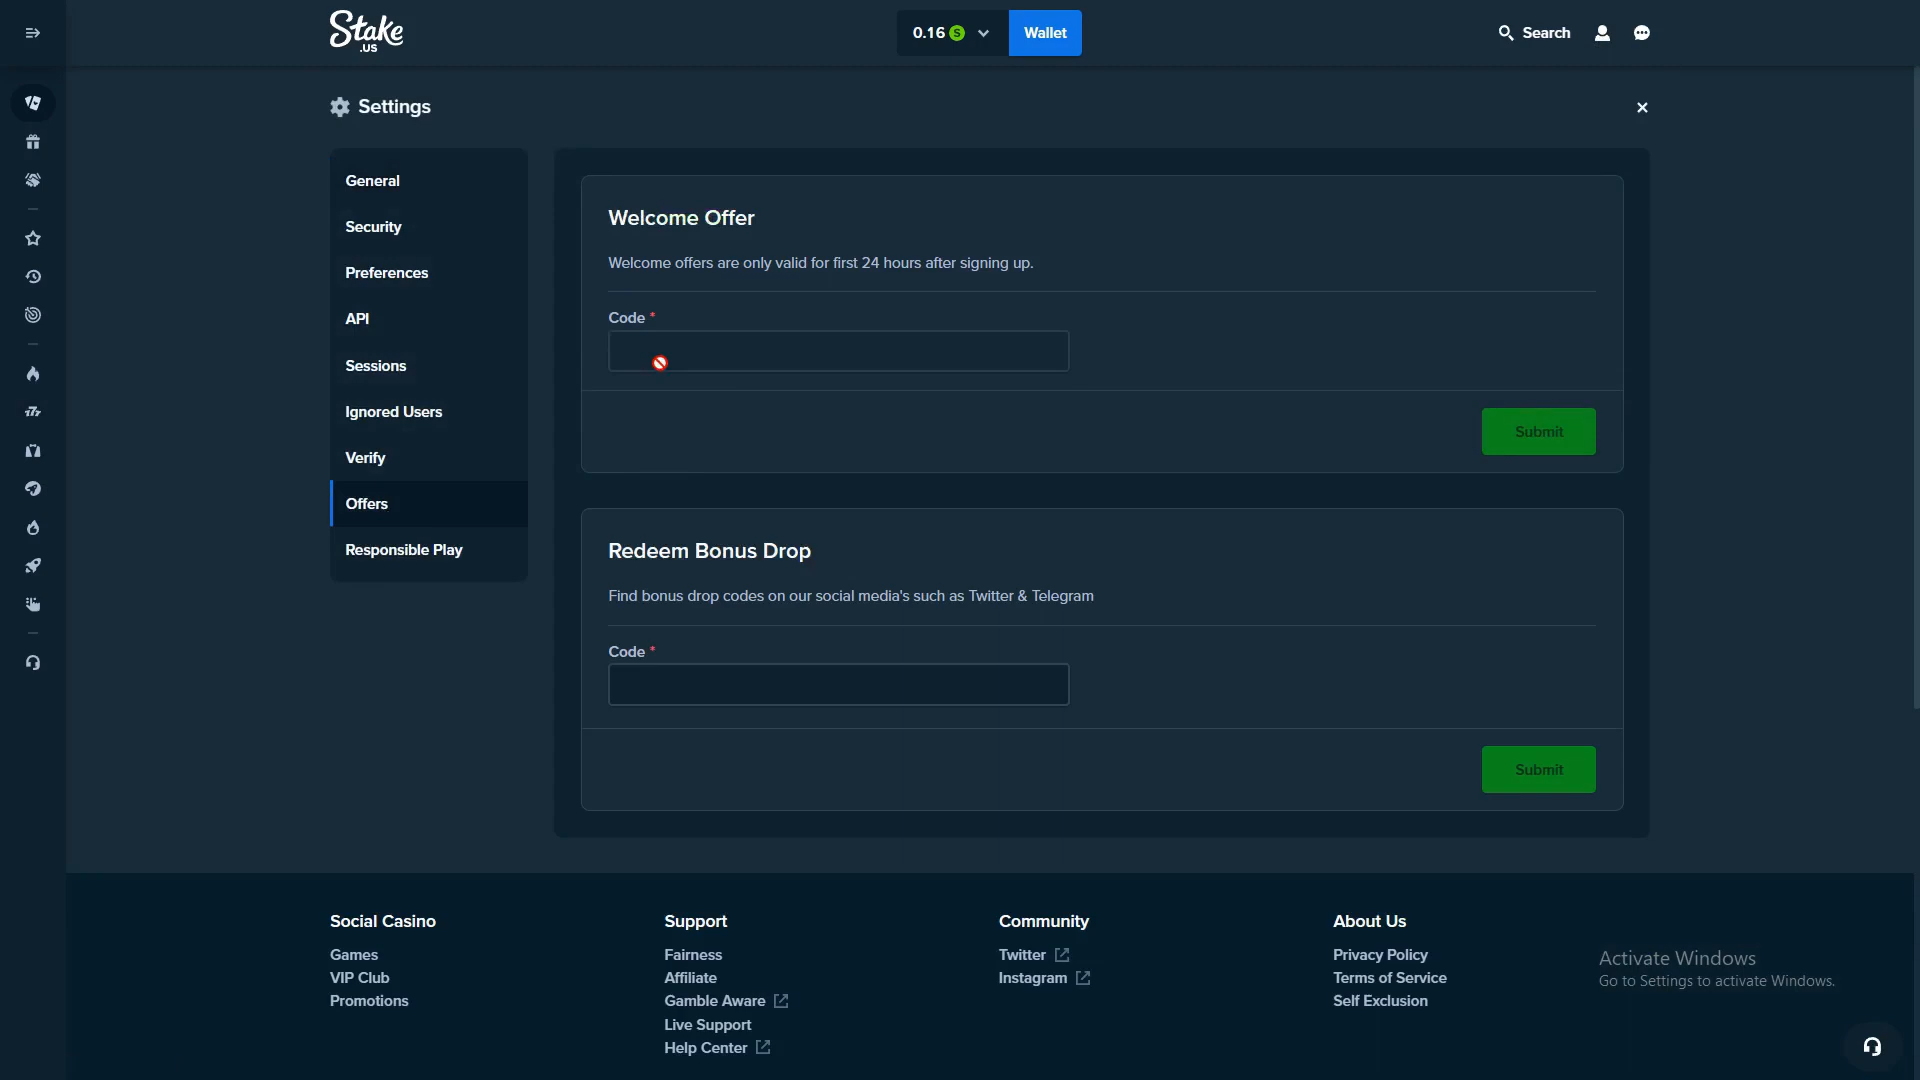 Stake
.US
0.16 S
Wallet
Search
Settings
General
Security
Preferences
API
Sessions
Ignored Users
Verify
Offers
Responsible Play
Welcome Offer
Welcome offers are only valid for first 24 hours after signing up.
Code *
Submit
Redeem Bonus Drop
Find bonus drop codes on our social media's such as Twitter & Telegram
Code *
Submit
Social Casino
Games
VIP Club
Promotions
Support
Fairness
Affiliate
Gamble Aware
Live Support
Help Center
Community
Twitter
Instagram
About Us
Privacy Policy
Terms of Service
Self Exclusion
Activate Windows
Go to Settings to activate Windows.